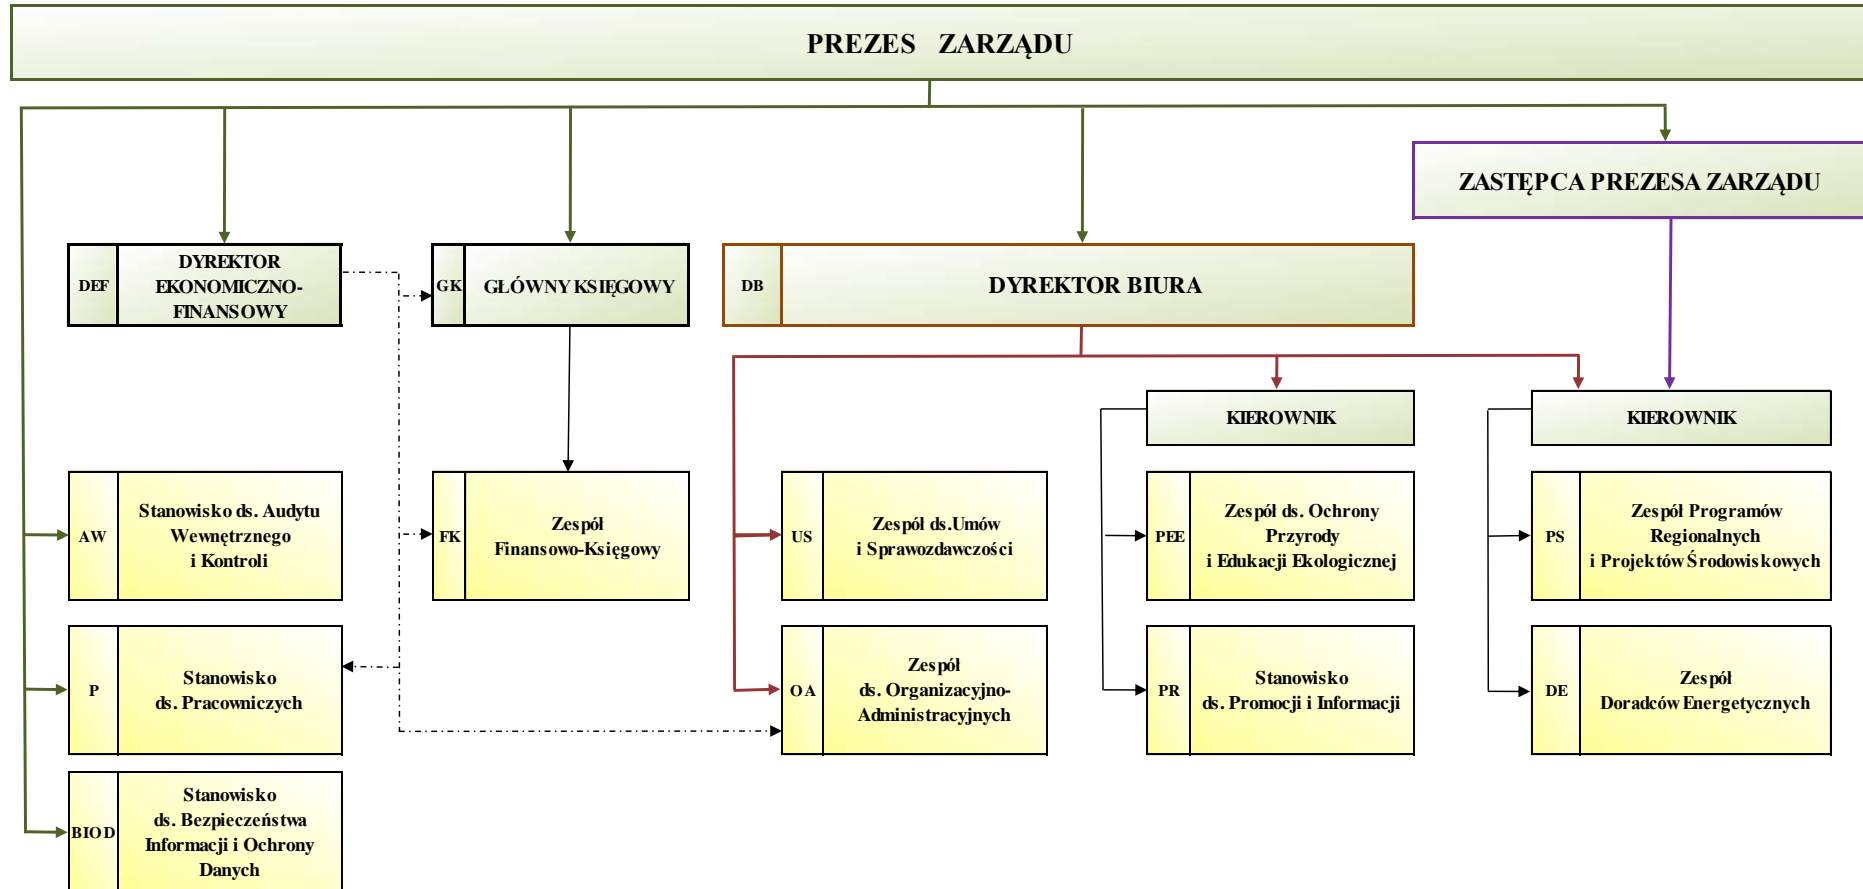 PREZES ZARZĄDU
ZASTĘPCA PREZESA ZARZĄDU
DEF
DYREKTOR
EKONOMICZNO-
FINANSOWY
GK
GŁÓWNY KSIĘGOWY
DB
DYREKTOR BIURA
KIEROWNIK
KIEROWNIK
AW
Stanowisko ds. Audytu
Wewnętrznego
i Kontroli
FK
Zespół
Finansowo-Księgowy
US
Zespół ds.Umów
i Sprawozdawczości
PEE
Zespół ds. Ochrony
Przyrody
i Edukacji Ekologicznej
PS
Zespół Programów
Regionalnych
i Projektów Środowiskowych
P
Stanowisko
ds. Pracowniczych
OA
Zespół
ds. Organizacyjno-
Administracyjnych
PR
Stanowisko
ds. Promocji i Informacji
DE
Zespół
Doradców Energetycznych
BIOD
Stanowisko
ds. Bezpieczeństwa
Informacji i Ochrony
Danych